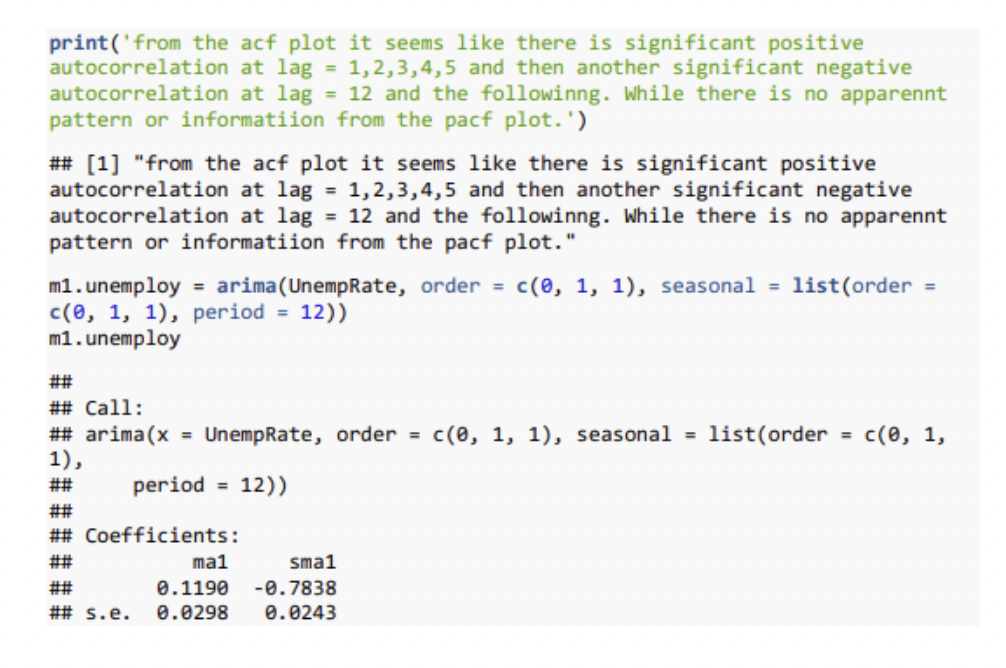 print('from the acf plot it seems like there is significant positive
autocorrelation at lag = 1,2,3,4,5 and then another significant negative
autocorrelation at lag = 12 and the followinng. While there is no apparennt
pattern or informatiion from the pacf plot.')
## [1] "from the acf plot it seems like there is significant positive
autocorrelation at lag = 1,2,3,4,5 and then another significant negative
autocorrelation at lag = 12 and the followinng. While there is no apparennt
pattern or informatiion from the pacf plot."
m1.unemploy = arima(UnempRate, order = c(0, 1, 1), seasonal = list(order =
c(0, 1, 1), period = 12))
m1.unemploy
##
## Call:
## arima(x = UnempRate, order = c(0, 1, 1), seasonal = list(order = c(0, 1,
1),
##     period = 12))
##
## Coefficients:
##          ma1     sma1
##       0.1190  -0.7838
## s.e.  0.0298   0.0243